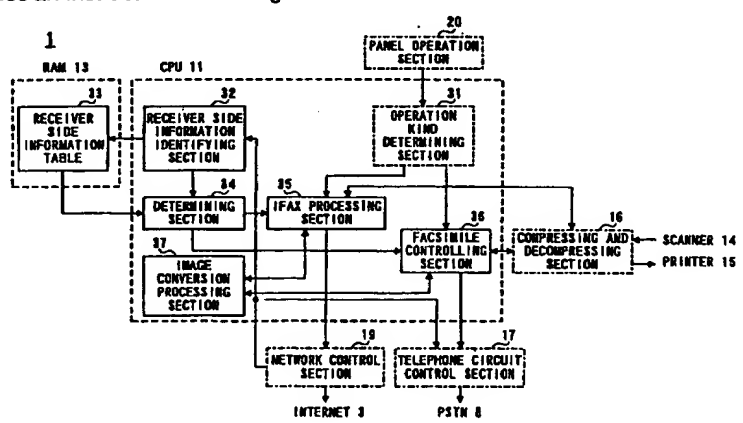 1
20
PANEL OPERATION
SECTION
RAM 13
CPU 11
33
RECEIVER
SIDE
INFORMATION
TABLE
32
RECEIVER SIDE
INFORMATION
IDENTIFYING
SECTION
31
OPERATION
KIND
DETERMINING
SECTION
34
DETERMINING
SECTION
35
IFAX PROCESSING
SECTION
36
FACSIMILE
CONTROLLING
SECTION
16
COMPRESSING AND
DECOMPRESSING
SECTION
SCANNER 14
PRINTER 15
37
IMAGE
CONVERSION
PROCESSING
SECTION
19
NETWORK CONTROL
SECTION
17
TELEPHONE CIRCUIT
CONTROL SECTION
INTERNET 3
PSTN 8